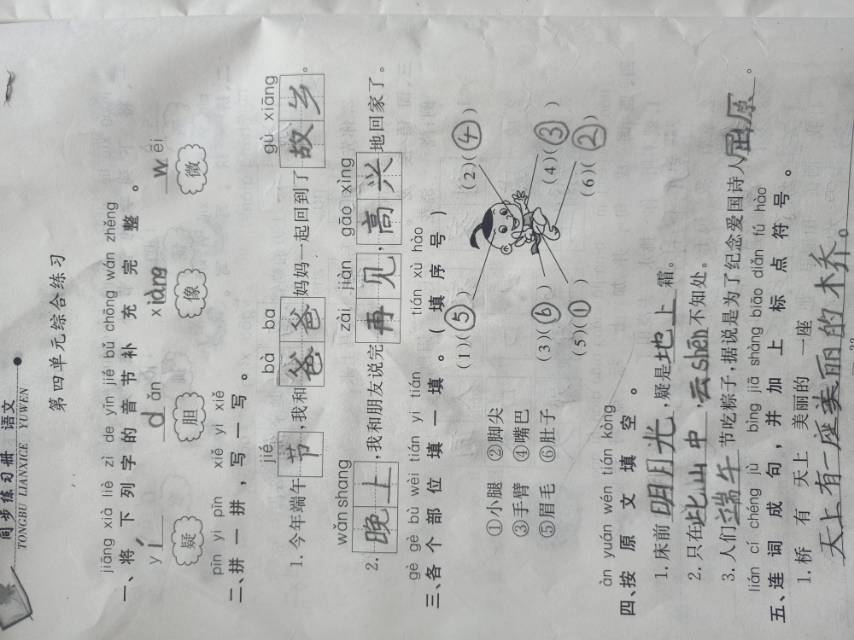 同步练习册 语文
TONGBU LIANXICE YUWEN
第四单元综合练习
jiāng xià liè zì de yīn jié bǔ chōng wán zhěng
一、将下列字的音节补充完整。
yí dǎn xiàng wēi
疑 胆 像 微
pīn yi pīn xiě yi xiě
二、拼一拼,写一写。
jié bà ba gù xiāng
1.今年端午节,我和爸爸妈妈一起回到了故乡。
wǎn shang zài jiàn gāo xìng
2.晚上,我和朋友说完再见,高兴地回家了。
gè gè bù wèi tián yi tián tián xù hào
三、各个部位填一填。(填序号)
①小腿 ②脚尖
③手臂 ④嘴巴
⑤眉毛 ⑥肚子
(1)(⑤) (2)(④)
(3)(⑥) (4)(③)
(5)(①) (6)(②)
àn yuán wén tián kòng
四、按原文填空。
1.床前明月光,疑是地上霜。
2.只在此山中,云shēn不知处。
3.人们端午节吃粽子,据说是为了纪念爱国诗人屈原。
lián cí chéng jù bìng jiā shàng biāo diǎn fú hào
五、连词成句,并加上标点符号。
1.桥 有 天上 美丽的 一座
天上有一座美丽的木乔。